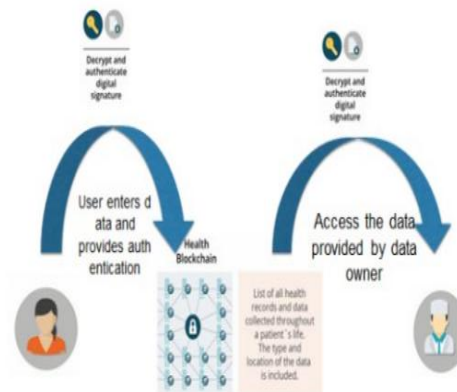 Decrypt and
authenticate
digital
signature
User enters d
ata and
provides auth
entication
Health
Blockchain
Decrypt and
authenticate
digital
signature
Access the data
provided by data
owner
List of all health
records and data
collected throughout
a patient`s life.
The type and
location of the data
is included.